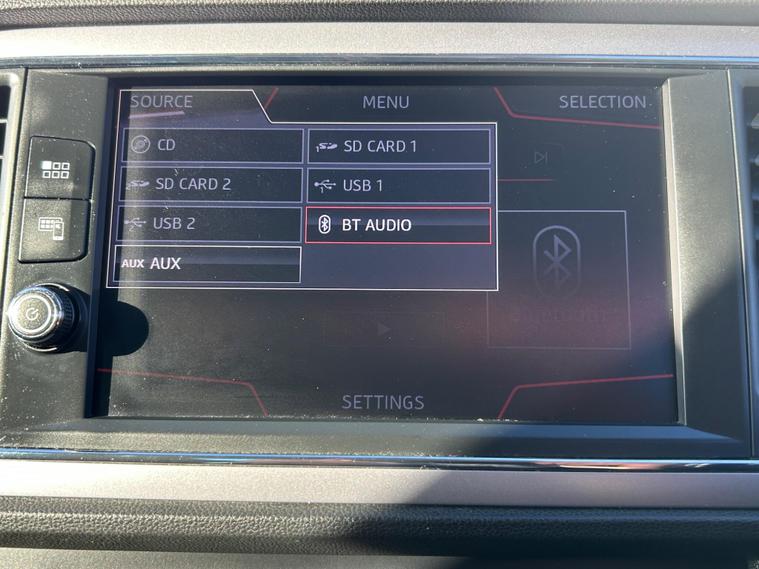 SOURCE MENU SELECTION
CD SD CARD 1
SD CARD 2 USB 1
USB 2 BT AUDIO
AUX AUX
SETTINGS